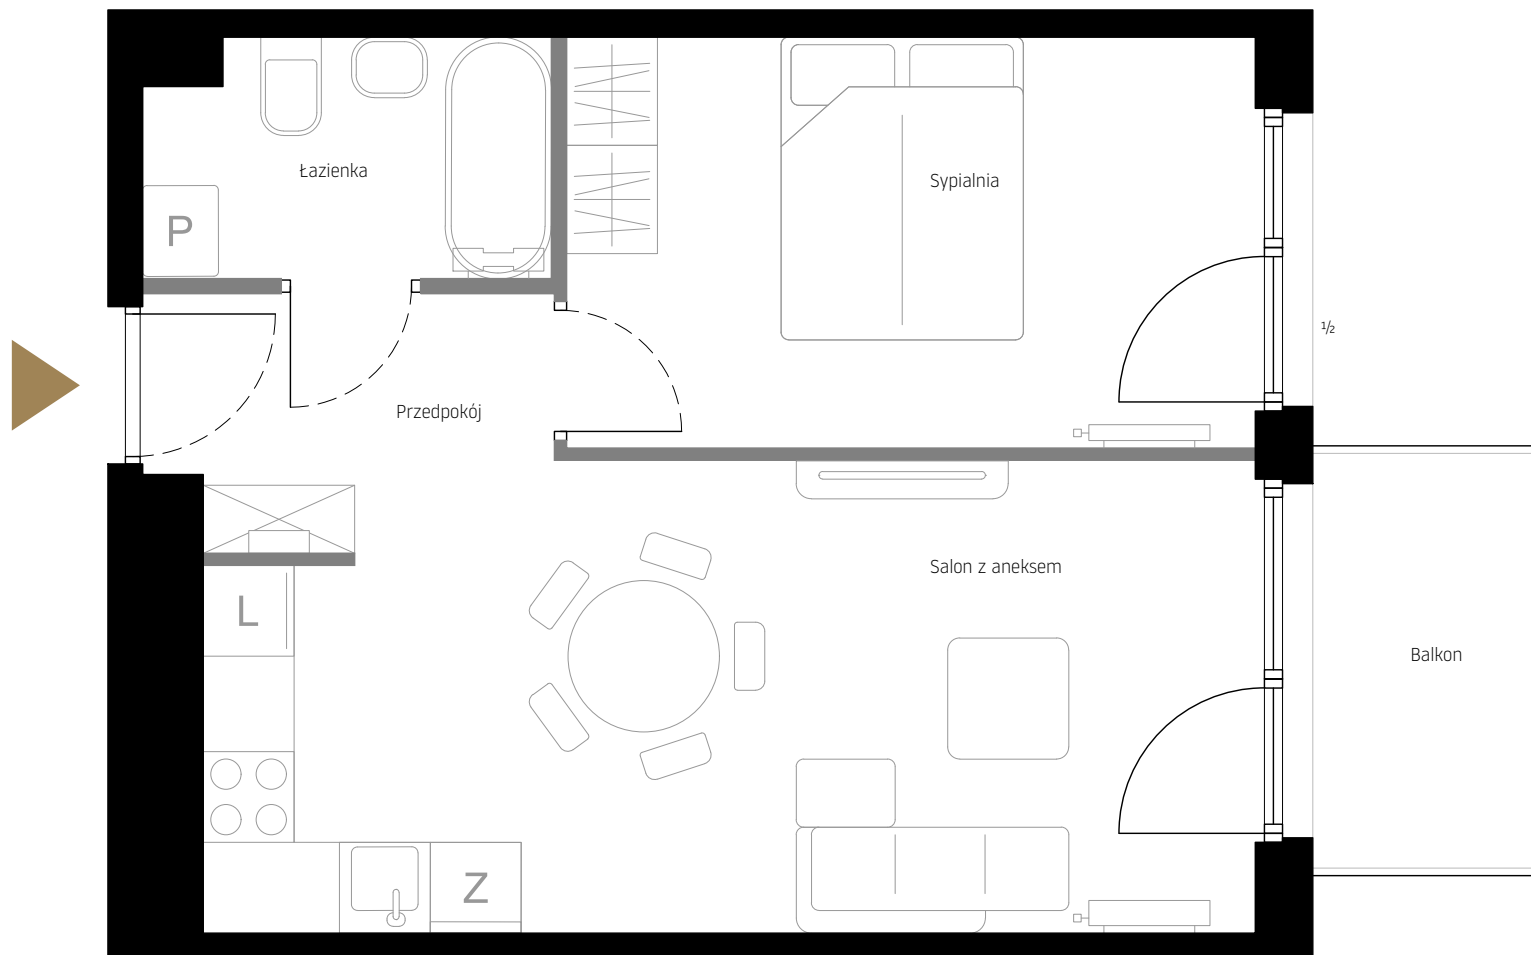 Łazienka
P
Sypialnia
½
Przedpokój
Salon z aneksem
L
Balkon
Z